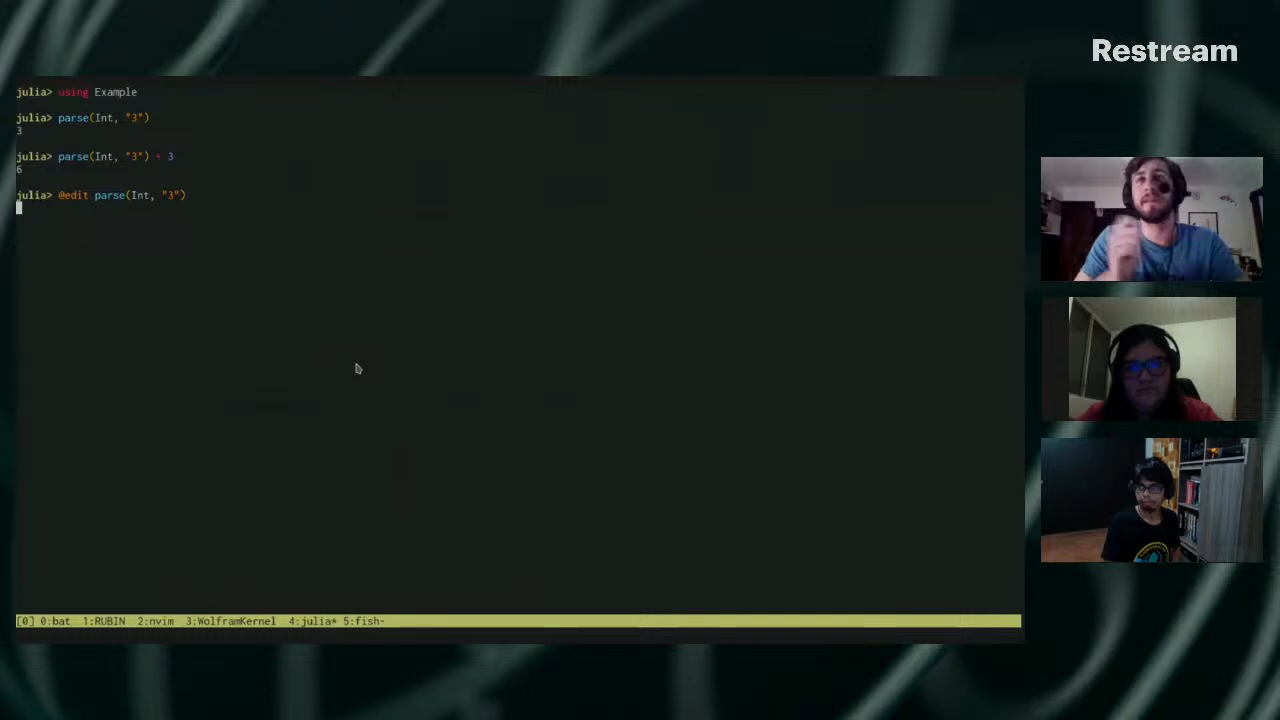 Restream
julia> using Example
julia> parse(Int, "3")
3
julia> parse(Int, "3") + 3
6
julia> @edit parse(Int, "3")
[0] 0:bat  1:RUBIN  2:nvim  3:WolframKernel  4:julia* 5:fish-